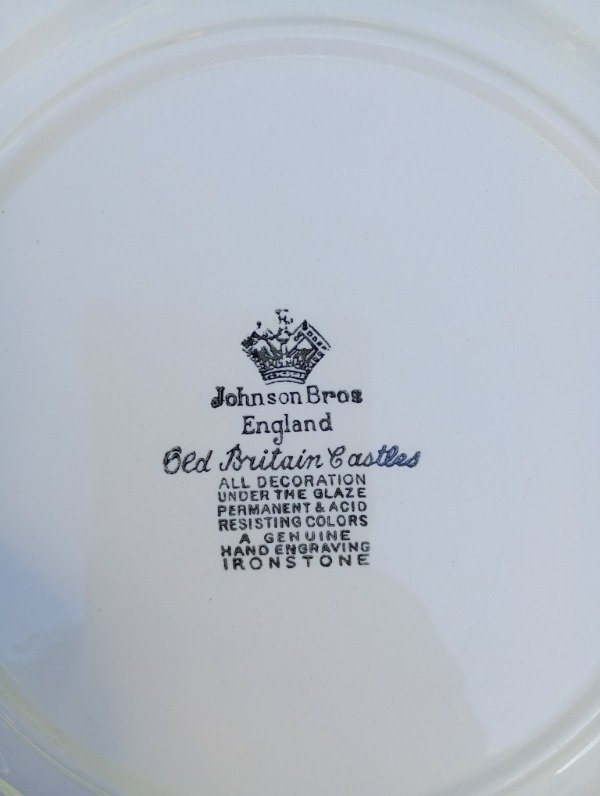 Johnson Bros
England
Old Britain Castles
ALL DECORATION
UNDER THE GLAZE
PERMANENT & ACID
RESISTING COLORS
A GENUINE
HAND ENGRAVING
IRONSTONE